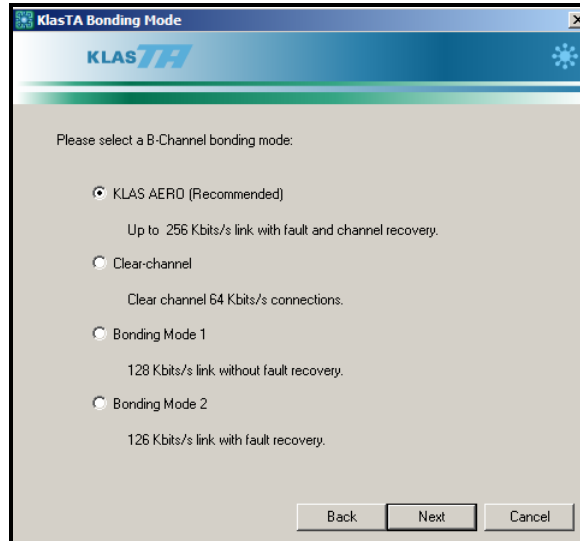 KlasTA Bonding Mode
KLAS TA
Please select a B-Channel bonding mode:
KLAS AERO (Recommended)
Up to 256 Kbits/s link with fault and channel recovery.
Clear-channel
Clear channel 64 Kbits/s connections.
Bonding Mode 1
128 Kbits/s link without fault recovery.
Bonding Mode 2
126 Kbits/s link with fault recovery.
Back Next Cancel